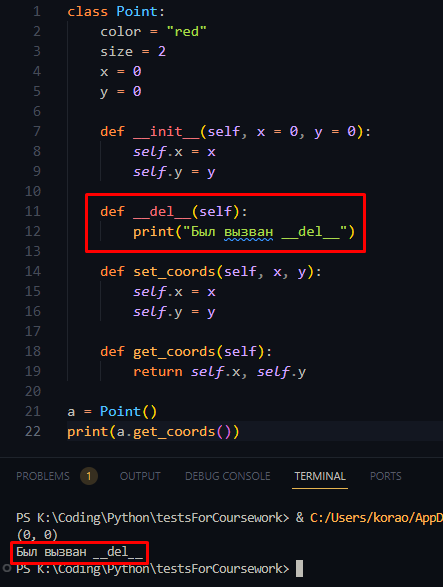 1 class Point:
2     color = "red"
3     size = 2
4     x = 0
5     y = 0
6
7     def __init__(self, x = 0, y = 0):
8         self.x = x
9         self.y = y
10
11     def __del__(self):
12         print("Был вызван __del__")
13
14     def set_coords(self, x, y):
15         self.x = x
16         self.y = y
17
18     def get_coords(self):
19         return self.x, self.y
20
21 a = Point()
22 print(a.get_coords())
PROBLEMS 1 OUTPUT DEBUG CONSOLE TERMINAL PORTS
PS K:\Coding\Python\testsForCoursework> & C:/Users/korao/AppD
(0, 0)
Был вызван __del__
PS K:\Coding\Python\testsForCoursework>